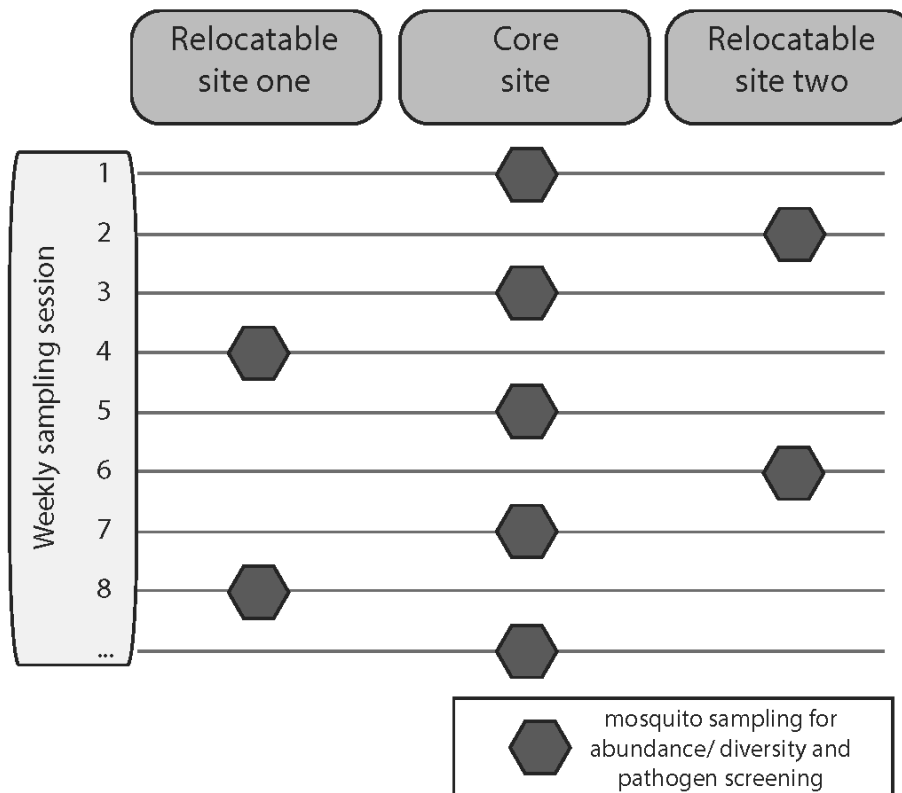 Relocatable
site one
Core
site
Relocatable
site two
Weekly sampling session
1
2
3
4
5
6
7
8
...
mosquito sampling for
abundance/ diversity and
pathogen screening